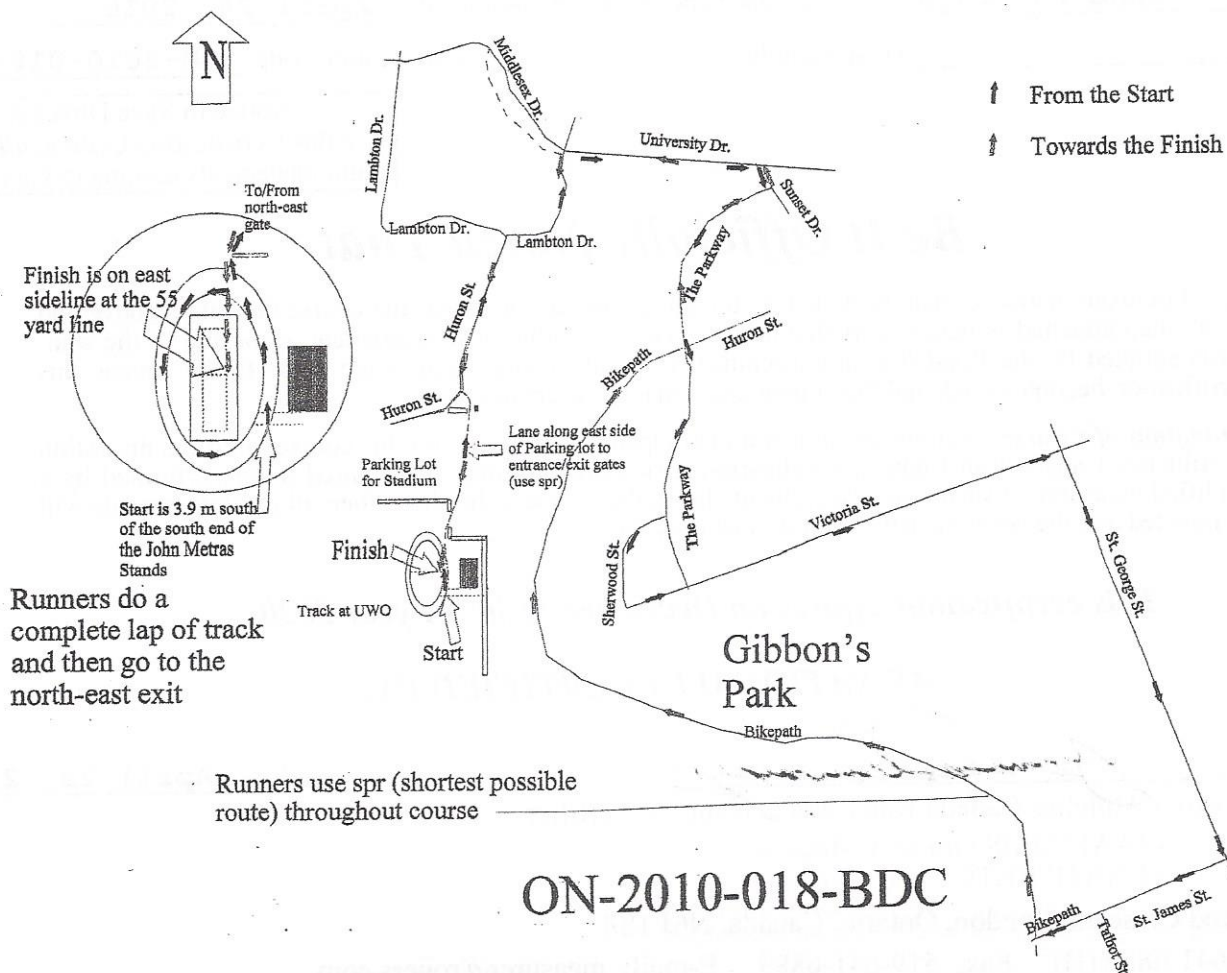 N
From the Start
Towards the Finish
Middlesex Dr.
University Dr.
Lambton Dr.
Sunset Dr.
To/From
north-east
gate
Lambton Dr.
Lambton Dr.
The Parkway
Finish is on east
sideline at the 55
yard line
Huron St.
Huron St.
Bikepath
Huron St.
Lane along east side
of Parking lot to
entrance/exit gates
(use spr)
Parking Lot
for Stadium
The Parkway
Victoria St.
St. George St.
Start is 3.9 m south
of the south end of
the John Metras
Stands
Finish
Sherwood St.
Runners do a
complete lap of track
and then go to the
north-east exit
Track at UWO
Start
Gibbon's
Park
Bikepath
Runners use spr (shortest possible
route) throughout course
ON-2010-018-BDC
Bikepath
St. James St.
Talbot St